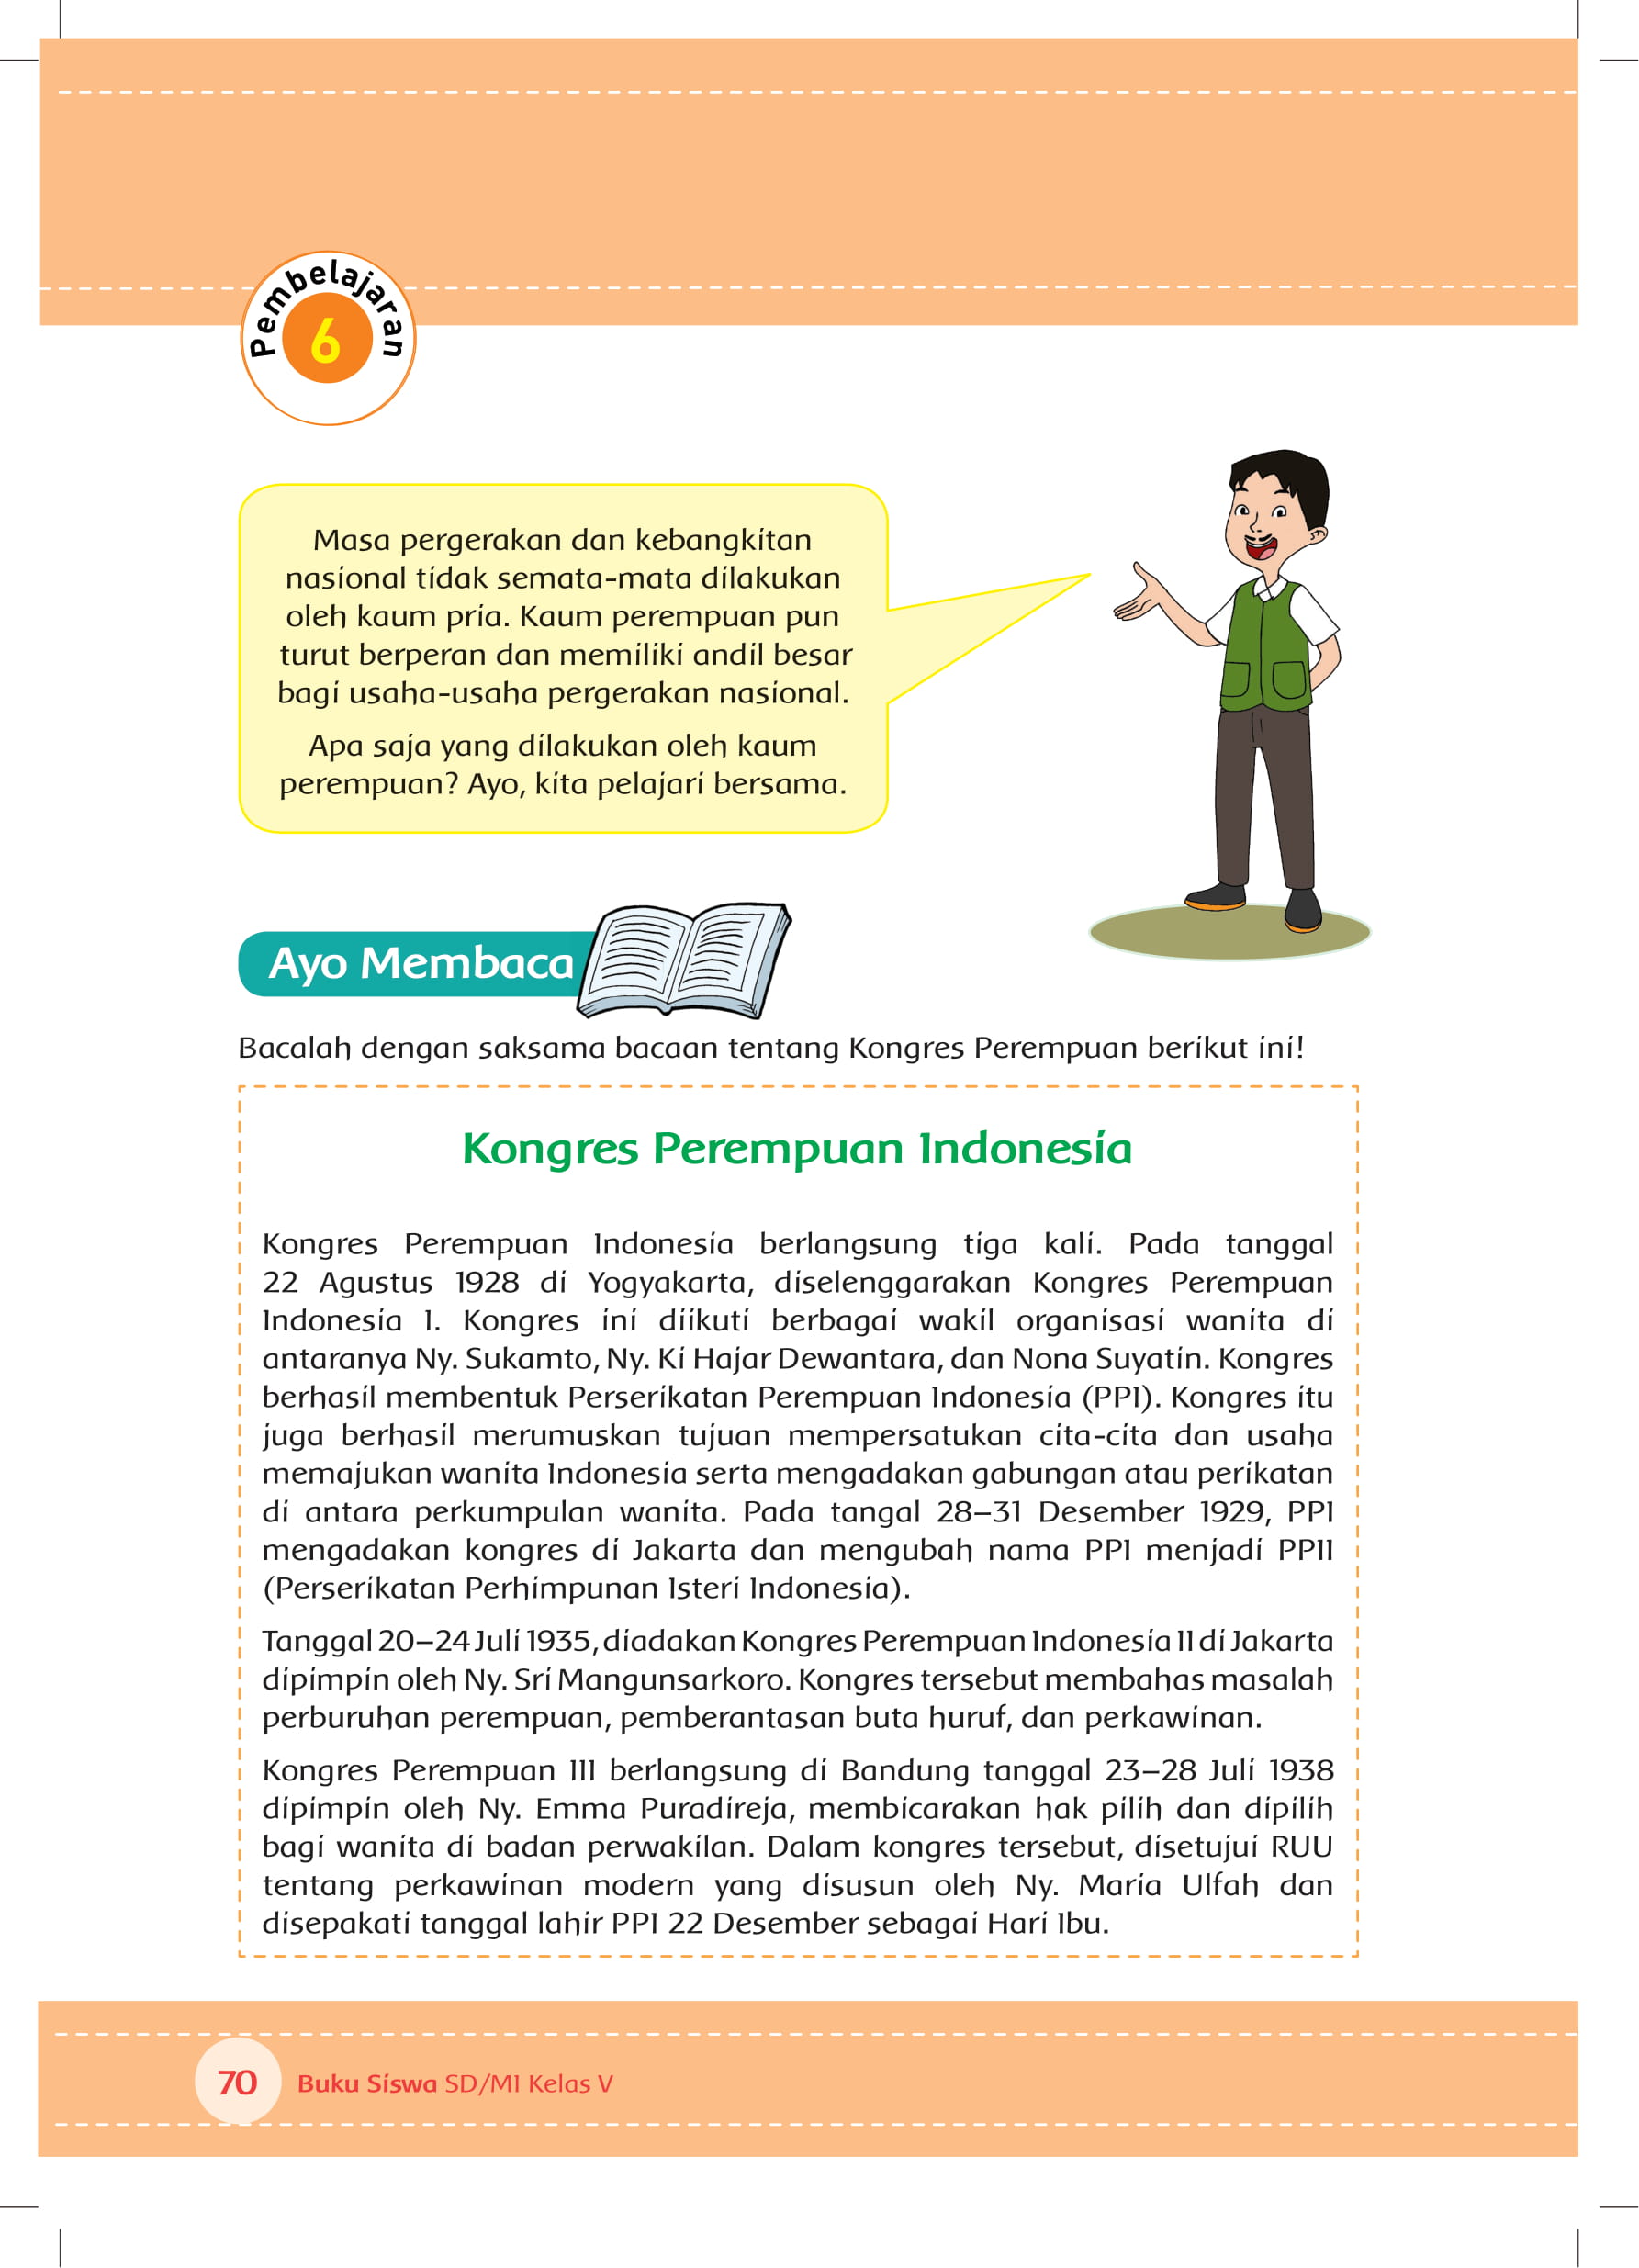 Pembelajaran
6
Masa pergerakan dan kebangkitan
nasional tidak semata-mata dilakukan
oleh kaum pria. Kaum perempuan pun
turut berperan dan memiliki andil besar
bagi usaha-usaha pergerakan nasional.
Apa saja yang dilakukan oleh kaum
perempuan? Ayo, kita pelajari bersama.
Ayo Membaca
Bacalah dengan saksama bacaan tentang Kongres Perempuan berikut ini!
Kongres Perempuan Indonesia
Kongres Perempuan Indonesia berlangsung tiga kali. Pada tanggal
22 Agustus 1928 di Yogyakarta, diselenggarakan Kongres Perempuan
Indonesia I. Kongres ini diikuti berbagai wakil organisasi wanita di
antaranya Ny. Sukamto, Ny. Ki Hajar Dewantara, dan Nona Suyatin. Kongres
berhasil membentuk Perserikatan Perempuan Indonesia (PPI). Kongres itu
juga berhasil merumuskan tujuan mempersatukan cita-cita dan usaha
memajukan wanita Indonesia serta mengadakan gabungan atau perikatan
di antara perkumpulan wanita. Pada tangal 28–31 Desember 1929, PPI
mengadakan kongres di Jakarta dan mengubah nama PPI menjadi PPII
(Perserikatan Perhimpunan Isteri Indonesia).
Tanggal 20–24 Juli 1935, diadakan Kongres Perempuan Indonesia II di Jakarta
dipimpin oleh Ny. Sri Mangunsarkoro. Kongres tersebut membahas masalah
perburuhan perempuan, pemberantasan buta huruf, dan perkawinan.
Kongres Perempuan III berlangsung di Bandung tanggal 23–28 Juli 1938
dipimpin oleh Ny. Emma Puradireja, membicarakan hak pilih dan dipilih
bagi wanita di badan perwakilan. Dalam kongres tersebut, disetujui RUU
tentang perkawinan modern yang disusun oleh Ny. Maria Ulfah dan
disepakati tanggal lahir PPI 22 Desember sebagai Hari Ibu.
70
Buku Siswa SD/MI Kelas V